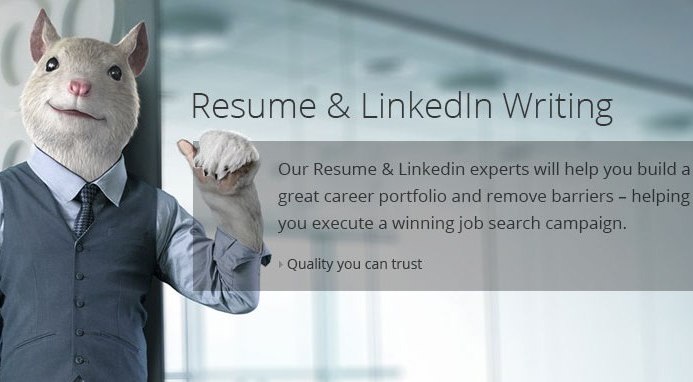 Resume & LinkedIn Writing
Our Resume & Linkedin experts will help you build a
great career portfolio and remove barriers – helping
you execute a winning job search campaign.
Quality you can trust